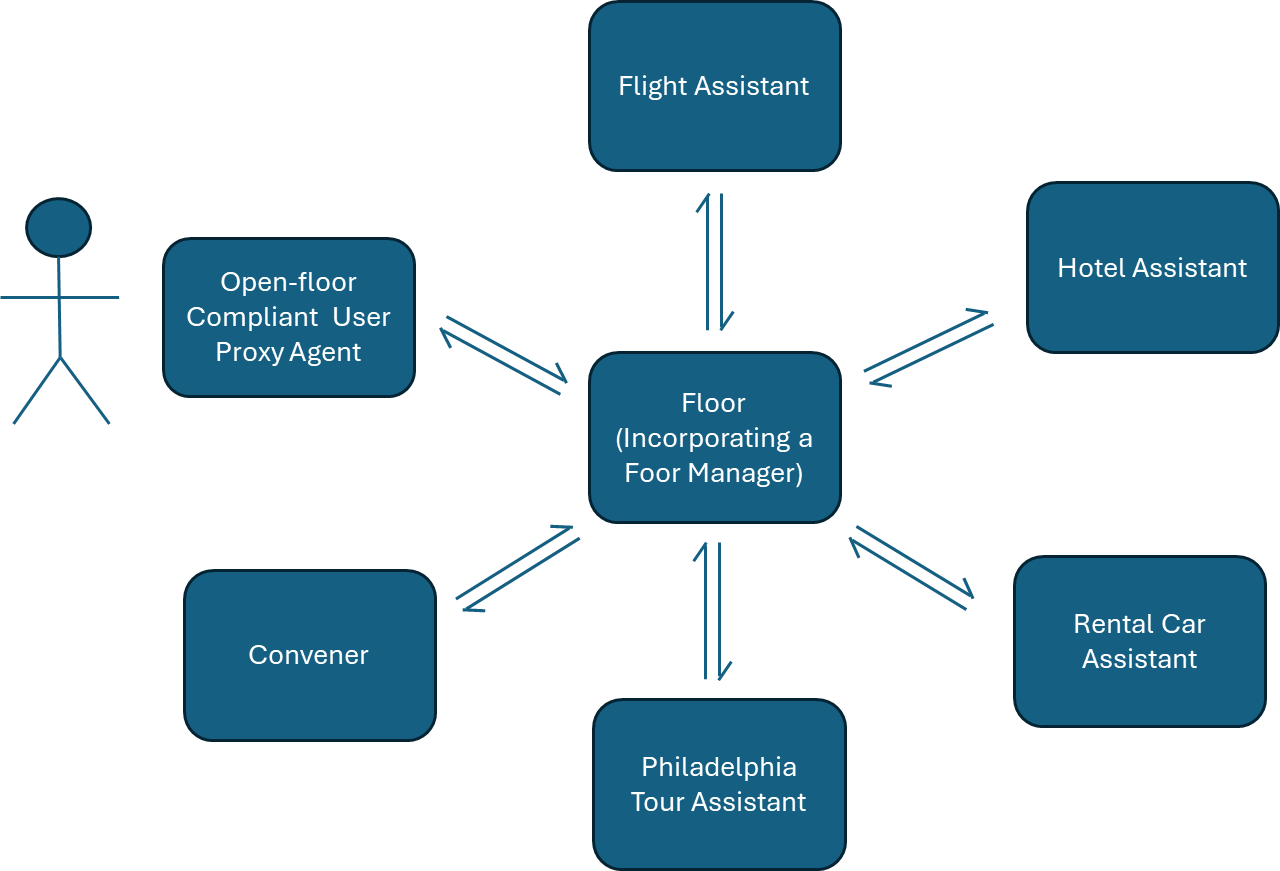 Flight Assistant
Hotel Assistant
Open-floor
Compliant  User
Proxy Agent
Floor
(Incorporating a
Foor Manager)
Convener
Rental Car
Assistant
Philadelphia
Tour Assistant